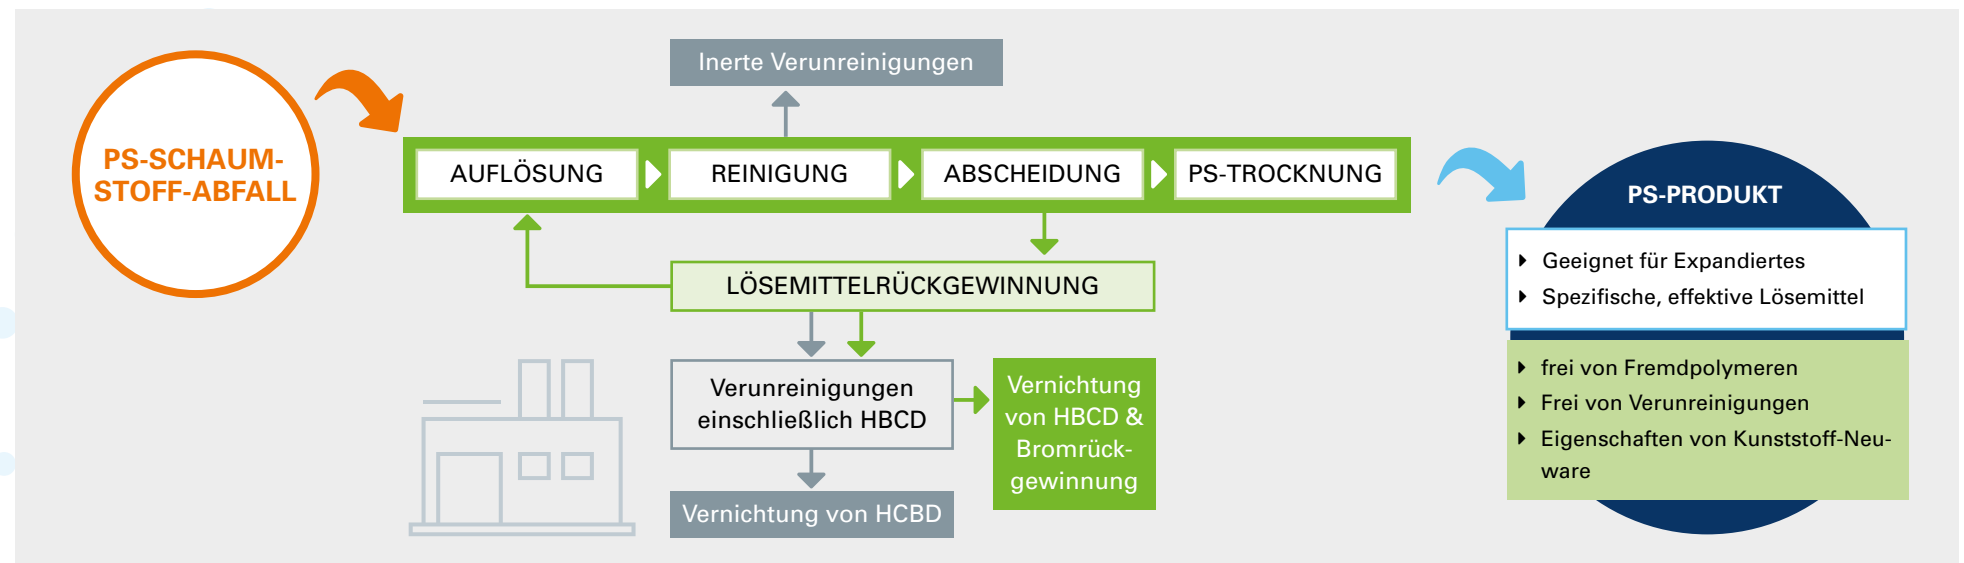 Inerte Verunreinigungen
PS-SCHAUM-
STOFF-ABFALL
AUFLÖSUNG
REINIGUNG
ABSCHEIDUNG
PS-TROCKNUNG
LÖSEMITTELRÜCKGEWINNUNG
Verunreinigungen
einschließlich HBCD
Vernichtung
von HBCD &
Bromrück-
gewinnung
Vernichtung von HCBD
PS-PRODUKT
Geeignet für Expandiertes
Spezifische, effektive Lösemittel
frei von Fremdpolymeren
Frei von Verunreinigungen
Eigenschaften von Kunststoff-Neu-
ware